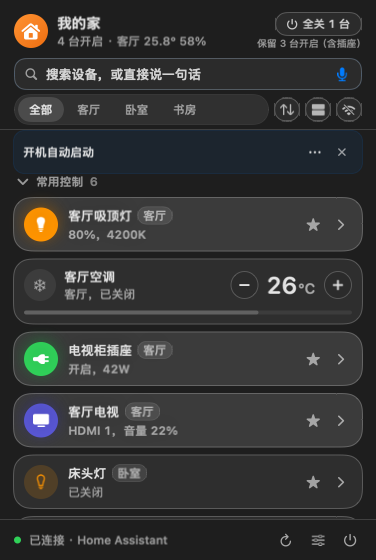 我的家
4 台开启 · 客厅 25.8° 58%
全关 1 台
保留 3 台开启 (含插座)
搜索设备，或直接说一句话
全部 客厅 卧室 书房
开机自动启动
常用控制 6
客厅吸顶灯 客厅
80%，4200K
客厅空调
客厅，已关闭
26°C
电视柜插座 客厅
开启，42W
客厅电视 客厅
HDMI 1，音量 22%
床头灯 卧室
已关闭
已连接 · Home Assistant